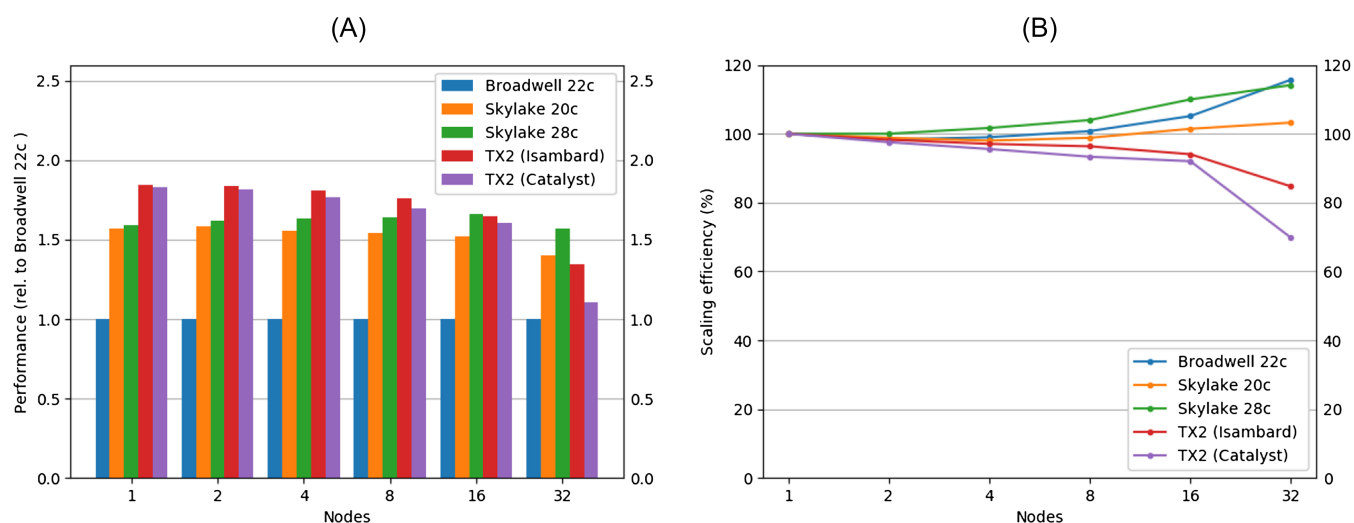 (A)
2.5
2.0
1.5
1.0
0.5
0.0
Performance (rel. to Broadwell 22c )
Broadwell 22c
Skylake 20c
Skylake 28c
TX2 (Isambard)
TX2 (Catalyst)
2.5
2.0
1.5
1.0
0.5
0.0
1 2 4 8 16 32
Nodes
(B)
120
100
80
60
40
20
0
Scaling efficiency (%)
Broadwell 22c
Skylake 20c
Skylake 28c
TX2 (Isambard)
TX2 (Catalyst)
120
100
80
60
40
20
0
1 2 4 8 16 32
Nodes